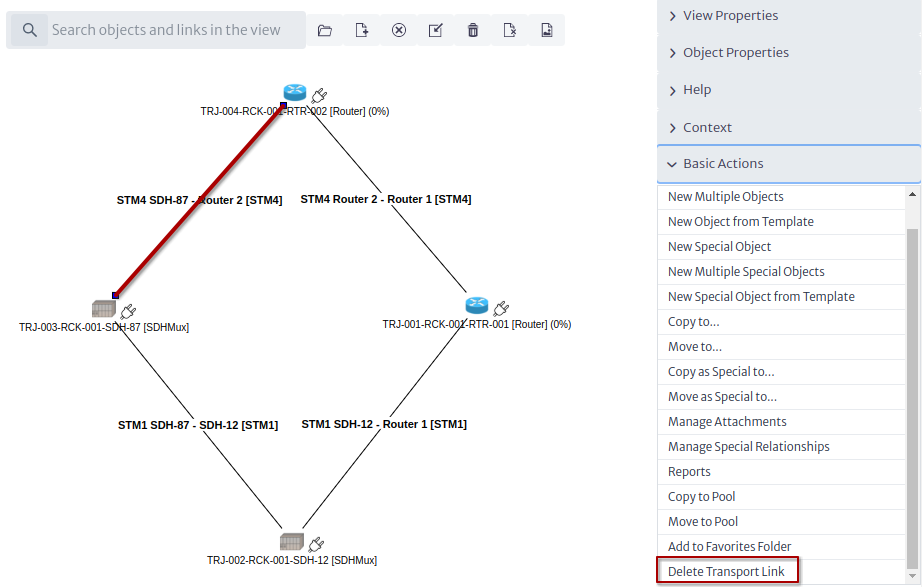 Search objects and links in the view
TRJ-004-RCK-001-RTR-002 [Router] (0%)
STM4 SDH-87 - Router 2 [STM4]
STM4 Router 2 - Router 1 [STM4]
TRJ-003-RCK-001-SDH-87 [SDHMux]
TRJ-001-RCK-001-RTR-001 [Router] (0%)
STM1 SDH-87 - SDH-12 [STM1]
STM1 SDH-12 - Router 1 [STM1]
TRJ-002-RCK-001-SDH-12 [SDHMux]
View Properties
Object Properties
Help
Context
Basic Actions
New Multiple Objects
New Object from Template
New Special Object
New Multiple Special Objects
New Special Object from Template
Copy to...
Move to...
Copy as Special to...
Move as Special to...
Manage Attachments
Manage Special Relationships
Reports
Copy to Pool
Move to Pool
Add to Favorites Folder
Delete Transport Link